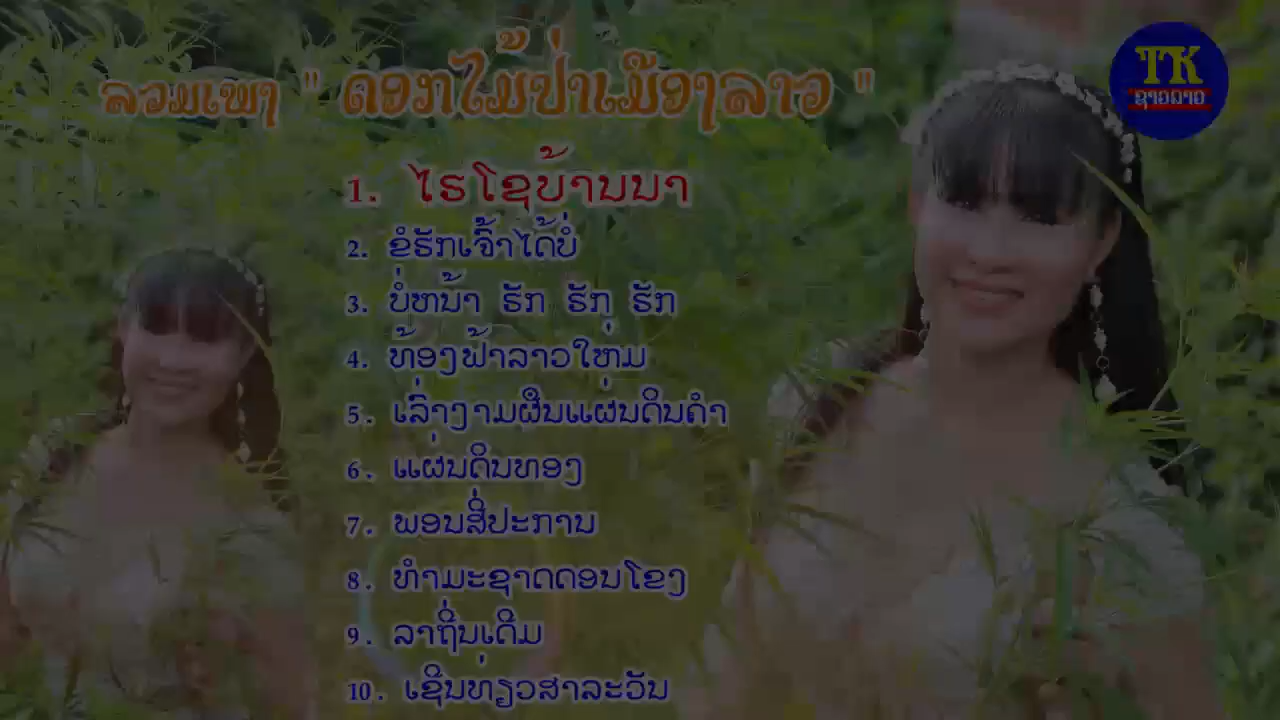 ລວມເພງ " ດອກໄມ້ປ່າເມືອງລາວ "
TK
ຊາວລາວ
1. ໄຮໂຊບ້ານນາ
2. ຂໍຮັກເຈົ້າໄດ້ບໍ່
3. ບໍ່ຫນ້າ ຮັກ ຮັກ ຮັກ
4. ທ້ອງຟ້າລາວໃຫ່ມ
5. ເລົ່າງາມຜືນແຜ່ນດິນຄຳ
6. ແຜ່ນດິນທອງ
7. ພອນສີ່ປະການ
8. ທຳມະຊາດດອນໂຂງ
9. ລາຖິ່ນເດີມ
10. ເຊີນທ່ຽວສາລະວັນ